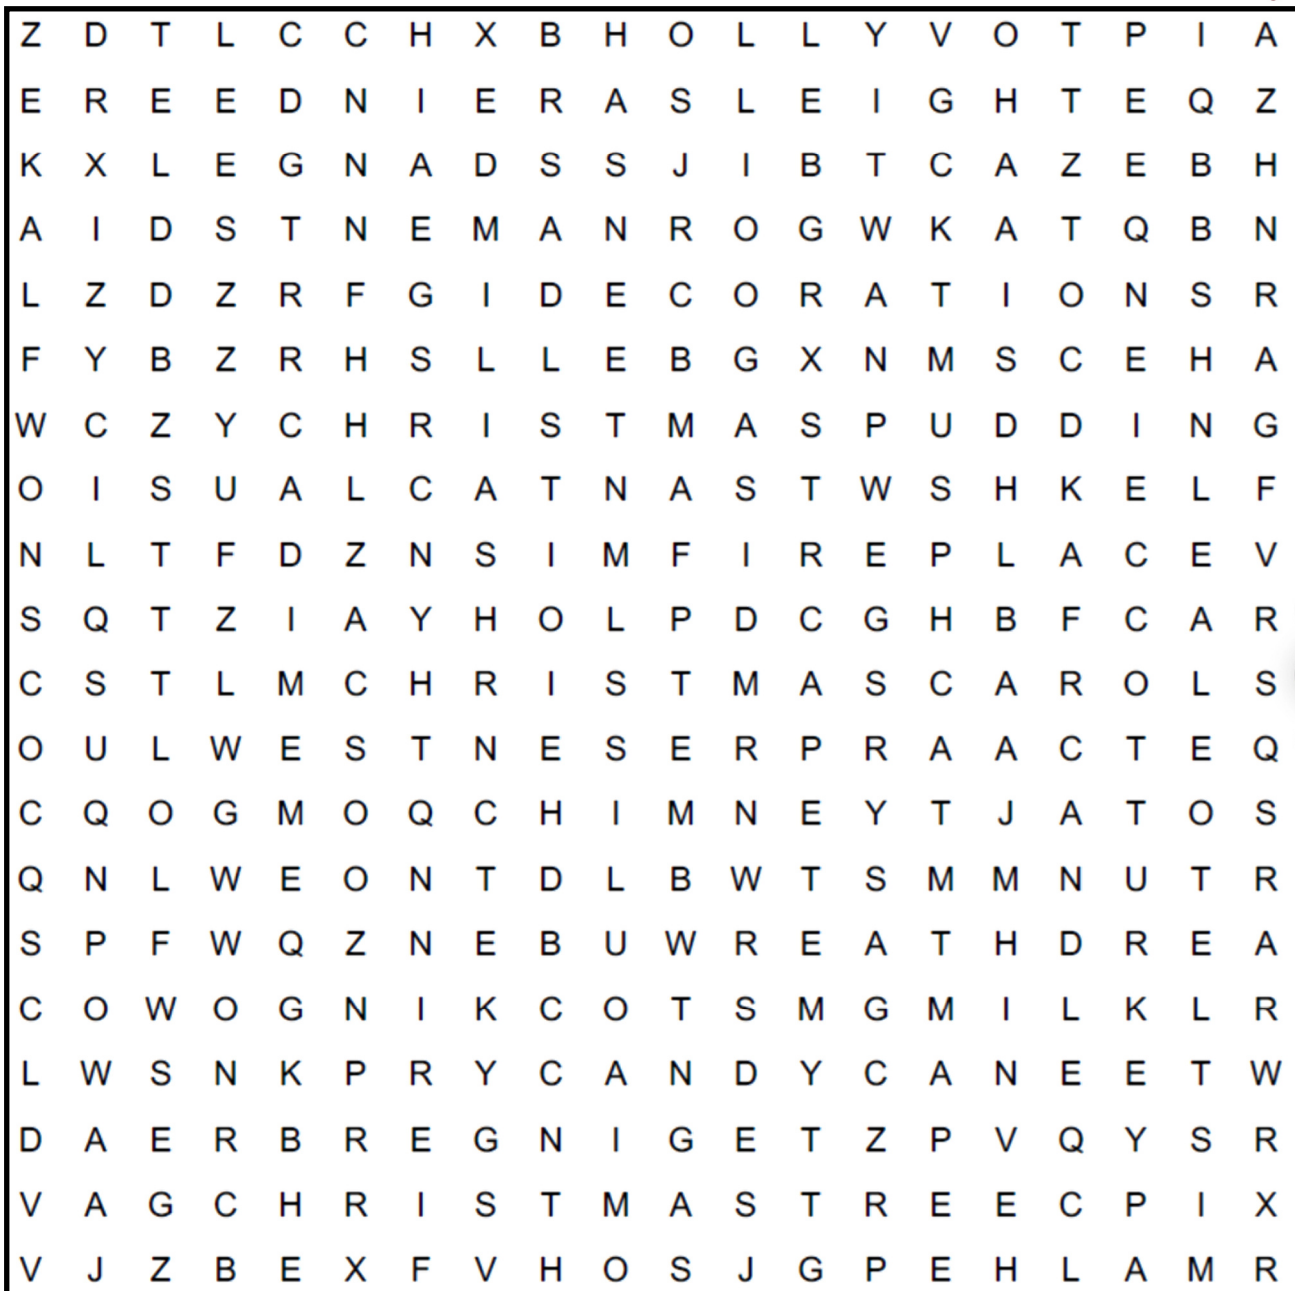 Z D T L C C H X B H O L L Y V O T P I A
E R E E D N I E R A S L E I G H T E Q Z
K X L E G N A D S S J I B T C A Z E B H
A I D S T N E M A N R O G W K A T Q B N
L Z D Z R F G I D E C O R A T I O N S R
F Y B Z R H S L L E B G X N M S C E H A
W C Z Y C H R I S T M A S P U D D I N G
O I S U A L C A T N A S T W S H K E L F
N L T F D Z N S I M F I R E P L A C E V
S Q T Z I A Y H O L P D C G H B F C A R
C S T L M C H R I S T M A S C A R O L S
O U L W E S T N E S E R P R A A C T E Q
C Q O G M O Q C H I M N E Y T J A T O S
Q N L W E O N T D L B W T S M M N U T R
S P F W Q Z N E B U W R E A T H D R E A
C O W O G N I K C O T S M G M I L K L R
L W S N K P R Y C A N D Y C A N E E T W
D A E R B R E G N I G E T Z P V Q Y S R
V A G C H R I S T M A S T R E E C P I X
V J Z B E X F V H O S J G P E H L A M R